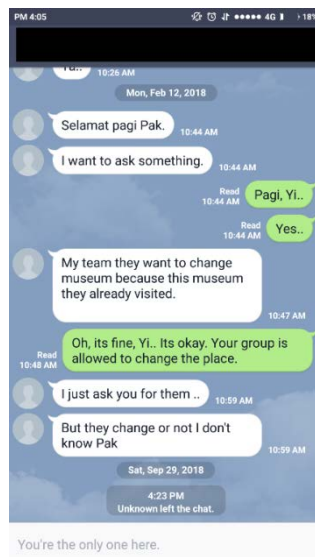 PM 4:05 4G 18%
10:26 AM
Mon, Feb 12, 2018
Selamat pagi Pak. 10:44 AM
I want to ask something. 10:44 AM
Read
10:44 AM Pagi, Yi..
Read
10:44 AM Yes..
My team they want to change
museum because this museum
they already visited.
10:47 AM
Oh, its fine, Yi.. Its okay. Your group is
allowed to change the place.
Read
10:48 AM
I just ask you for them .. 10:59 AM
But they change or not I don't
know Pak
10:59 AM
Sat, Sep 29, 2018
4:23 PM
Unknown left the chat.
You're the only one here.